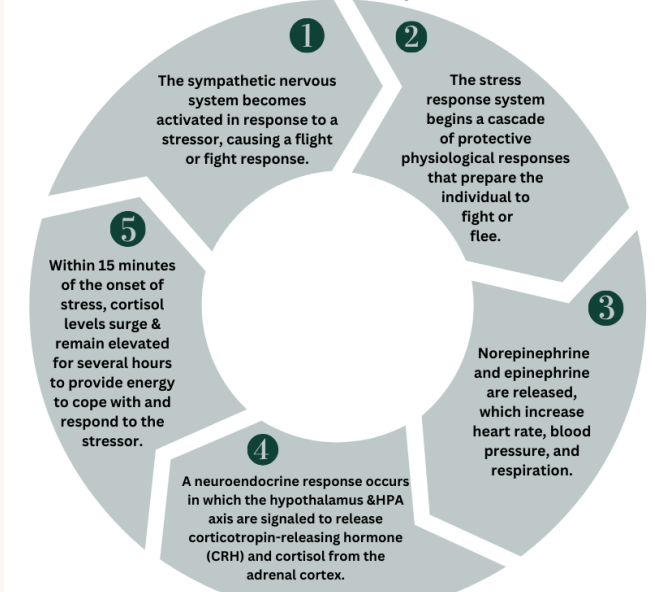 1
The sympathetic nervous
system becomes
activated in response to a
stressor, causing a flight
or fight response.
2
The stress
response system
begins a cascade
of protective
physiological responses
that prepare the
individual to
fight or
flee.
3
Norepinephrine
and epinephrine
are released,
which increase
heart rate, blood
pressure, and
respiration.
4
A neuroendocrine response occurs
in which the hypothalamus &HPA
axis are signaled to release
corticotropin-releasing hormone
(CRH) and cortisol from the
adrenal cortex.
5
Within 15 minutes
of the onset of
stress, cortisol
levels surge &
remain elevated
for several hours
to provide energy
to cope with and
respond to the
stressor.